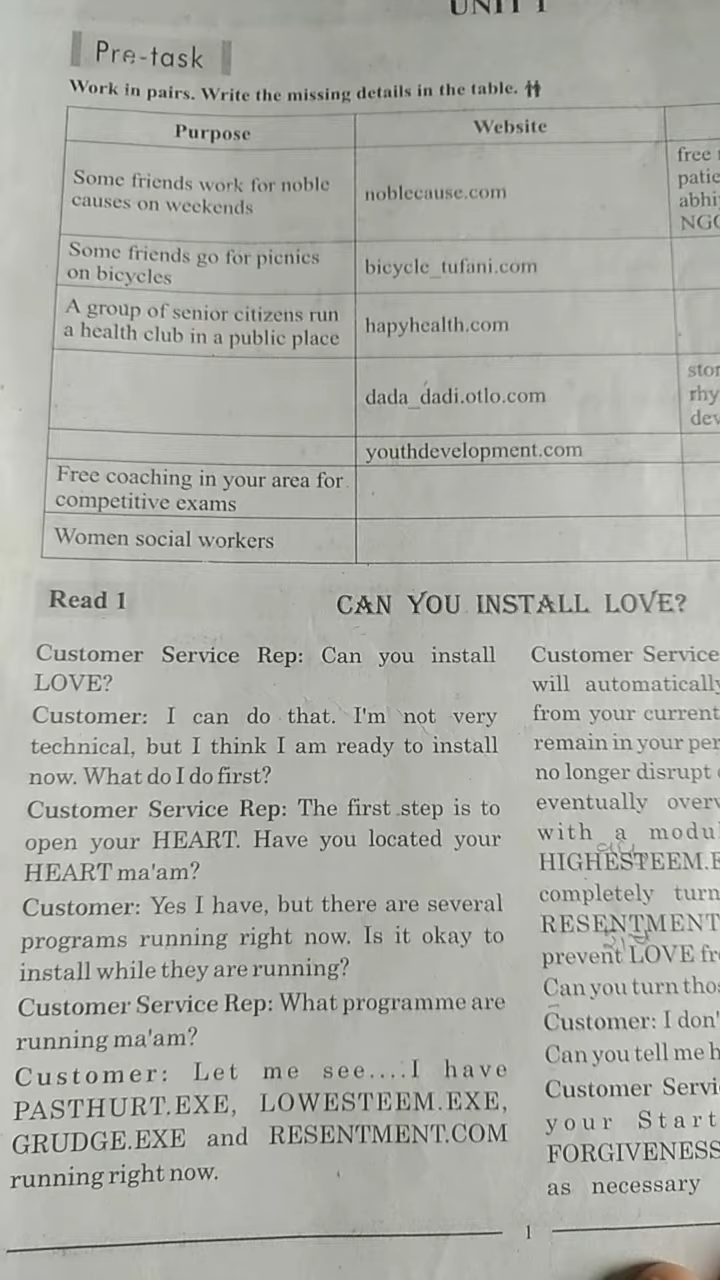 UNIT 1
Pre-task
Work in pairs. Write the missing details in the table.
Purpose
Website
Some friends work for noble
causes on weekends
noblecause.com
free
patie
abhi
NGO
Some friends go for picnics
on bicycles
bicycle_tufani.com
A group of senior citizens run
a health club in a public place
hapyhealth.com
dada_dadi.otlo.com
stor
rhy
dev
youthdevelopment.com
Free coaching in your area for
competitive exams
Women social workers
Read 1
CAN YOU INSTALL LOVE?
Customer Service Rep: Can you install
LOVE?
Customer: I can do that. I'm not very
technical, but I think I am ready to install
now. What do I do first?
Customer Service Rep: The first step is to
open your HEART. Have you located your
HEART ma'am?
Customer: Yes I have, but there are several
programs running right now. Is it okay to
install while they are running?
Customer Service Rep: What programme are
running ma'am?
Customer: Let me see....I have
PASTHURT.EXE, LOWESTEEM.EXE,
GRUDGE.EXE and RESENTMENT.COM
running right now.
Customer Service
will automatically
from your current
remain in your per
no longer disrupt
eventually overw
with a modul
HIGHESTEEM.E
completely turn
RESENTMENT
prevent LOVE fr
Can you turn thos
Customer: I don'
Can you tell me h
Customer Servi
your Start
FORGIVENESS
as necessary
1